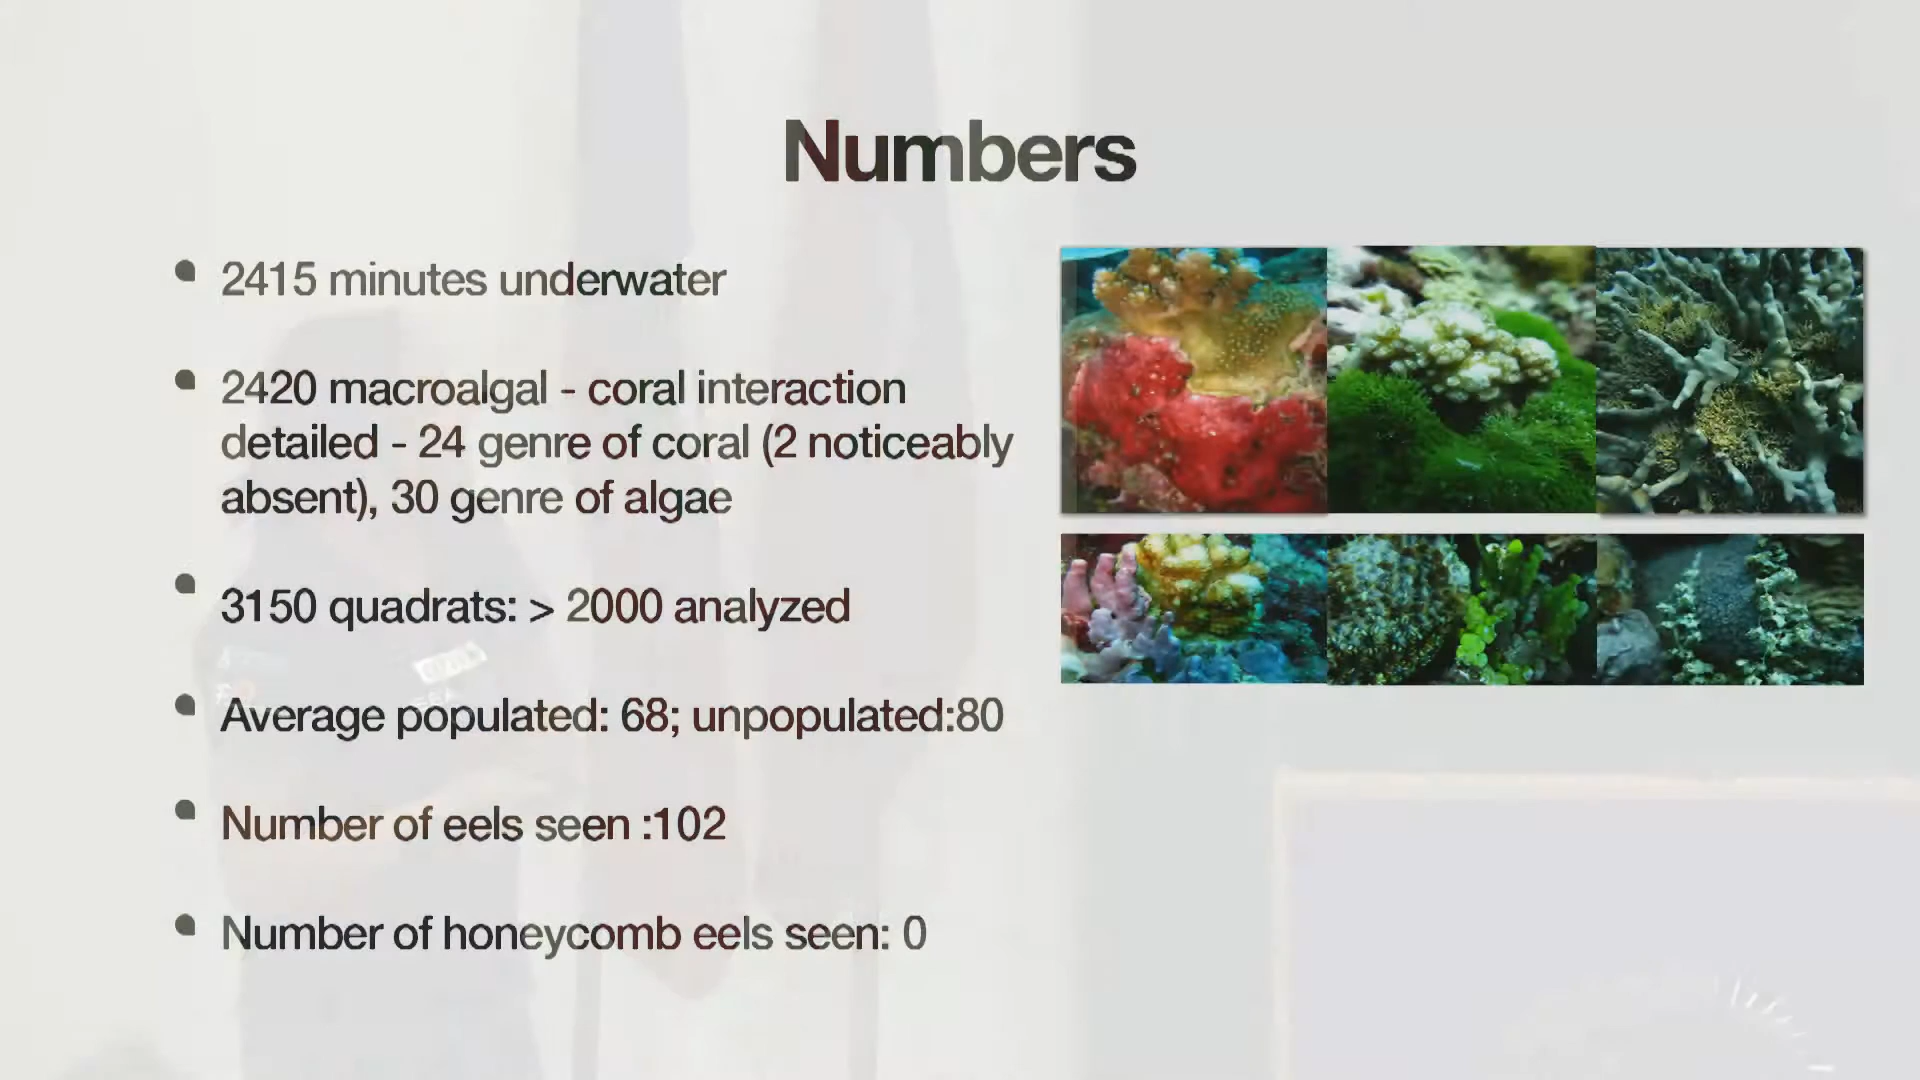 Numbers
2415 minutes underwater
2420 macroalgal - coral interaction
detailed - 24 genre of coral (2 noticeably
absent), 30 genre of algae
3150 quadrats: > 2000 analyzed
Average populated: 68; unpopulated:80
Number of eels seen :102
Number of honeycomb eels seen: 0